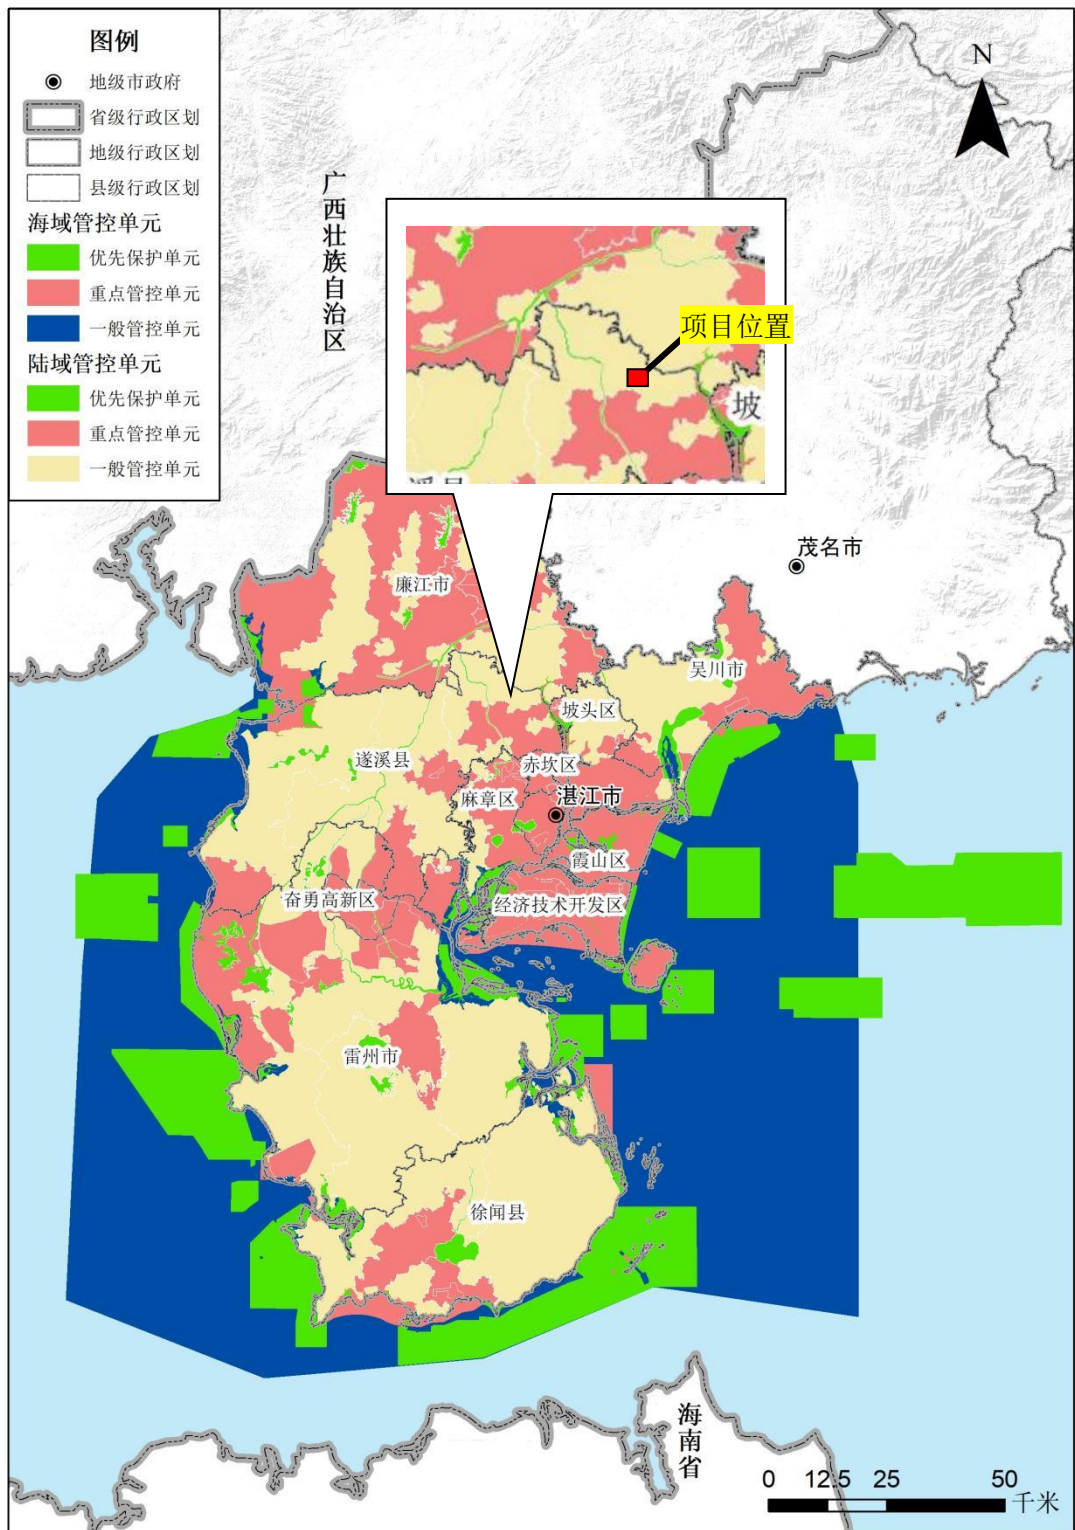 图例
地级市政府
省级行政区划
地级行政区划
县级行政区划
海域管控单元
优先保护单元
重点管控单元
一般管控单元
陆域管控单元
优先保护单元
重点管控单元
一般管控单元
N
广西壮族自治区
项目位置
坡
溪县
茂名市
廉江市
吴川市
坡头区
遂溪县
赤坎区
麻章区
湛江市
霞山区
奋勇高新区
经济技术开发区
雷州市
徐闻县
海南省
0 12.5 25 50
千米